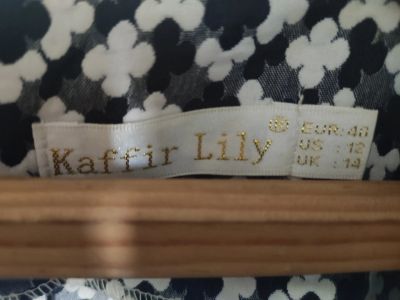 Kaffir Lily
EUR: 40
US : 12
UK : 14